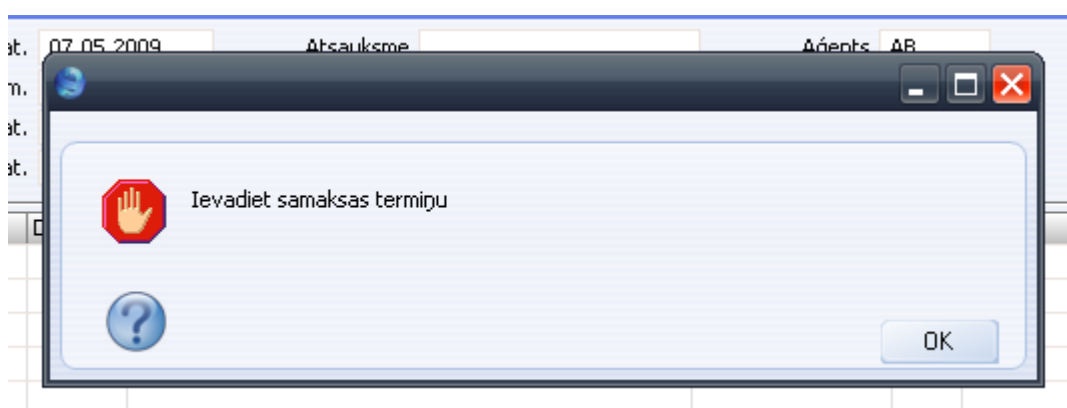 at. 07.05.2009 Atsauksme Aģents AB
m.
at.
at.
Ievadiet samaksas termiņu
OK